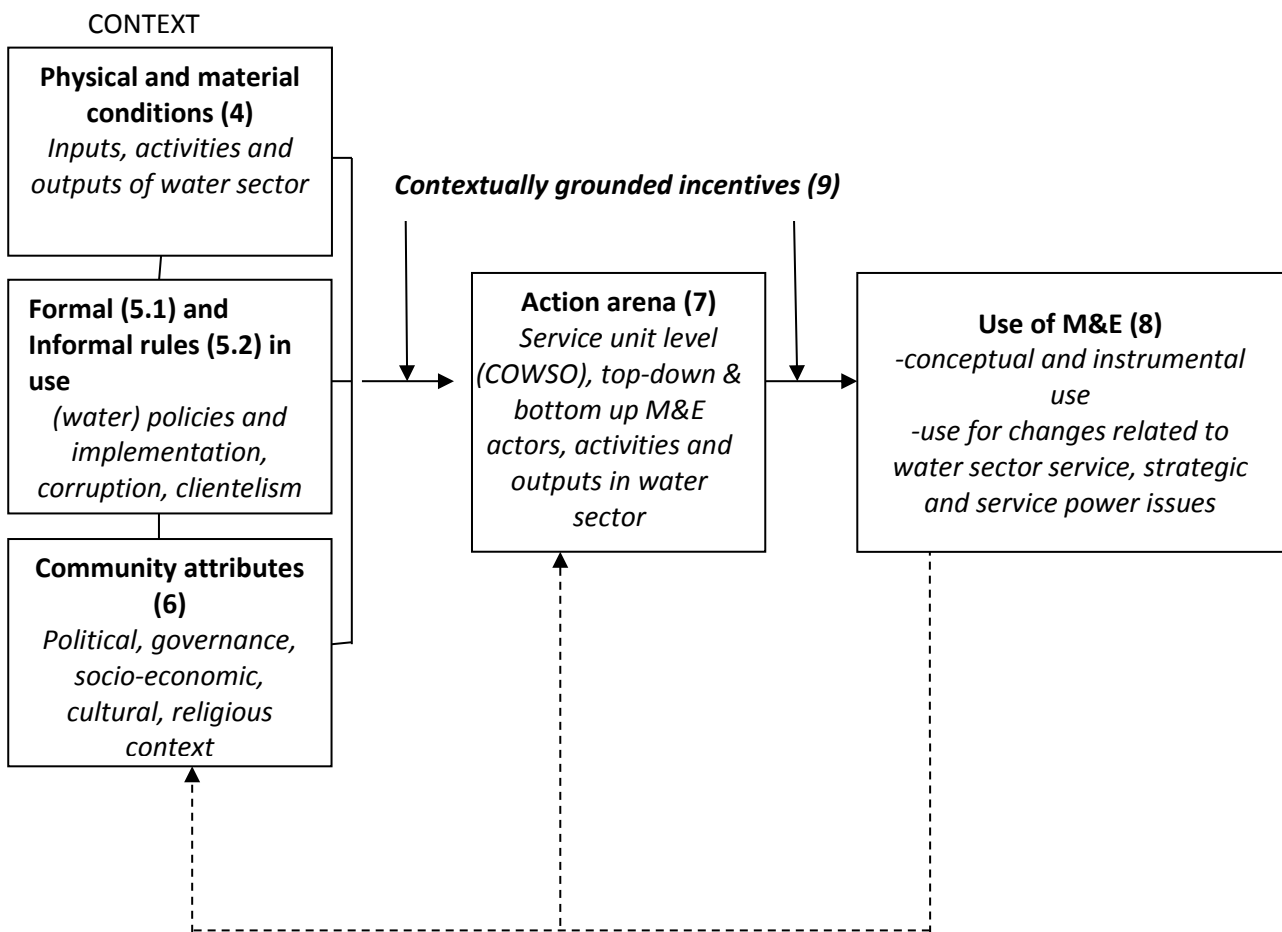 CONTEXT
Physical and material
conditions (4)
Inputs, activities and
outputs of water sector
Formal (5.1) and
Informal rules (5.2) in
use
(water) policies and
implementation,
corruption, clientelism
Community attributes
(6)
Political, governance,
socio-economic,
cultural, religious
context
Contextually grounded incentives (9)
Action arena (7)
Service unit level
(COWSO), top-down &
bottom up M&E
actors, activities and
outputs in water
sector
Use of M&E (8)
-conceptual and instrumental
use
-use for changes related to
water sector service, strategic
and service power issues